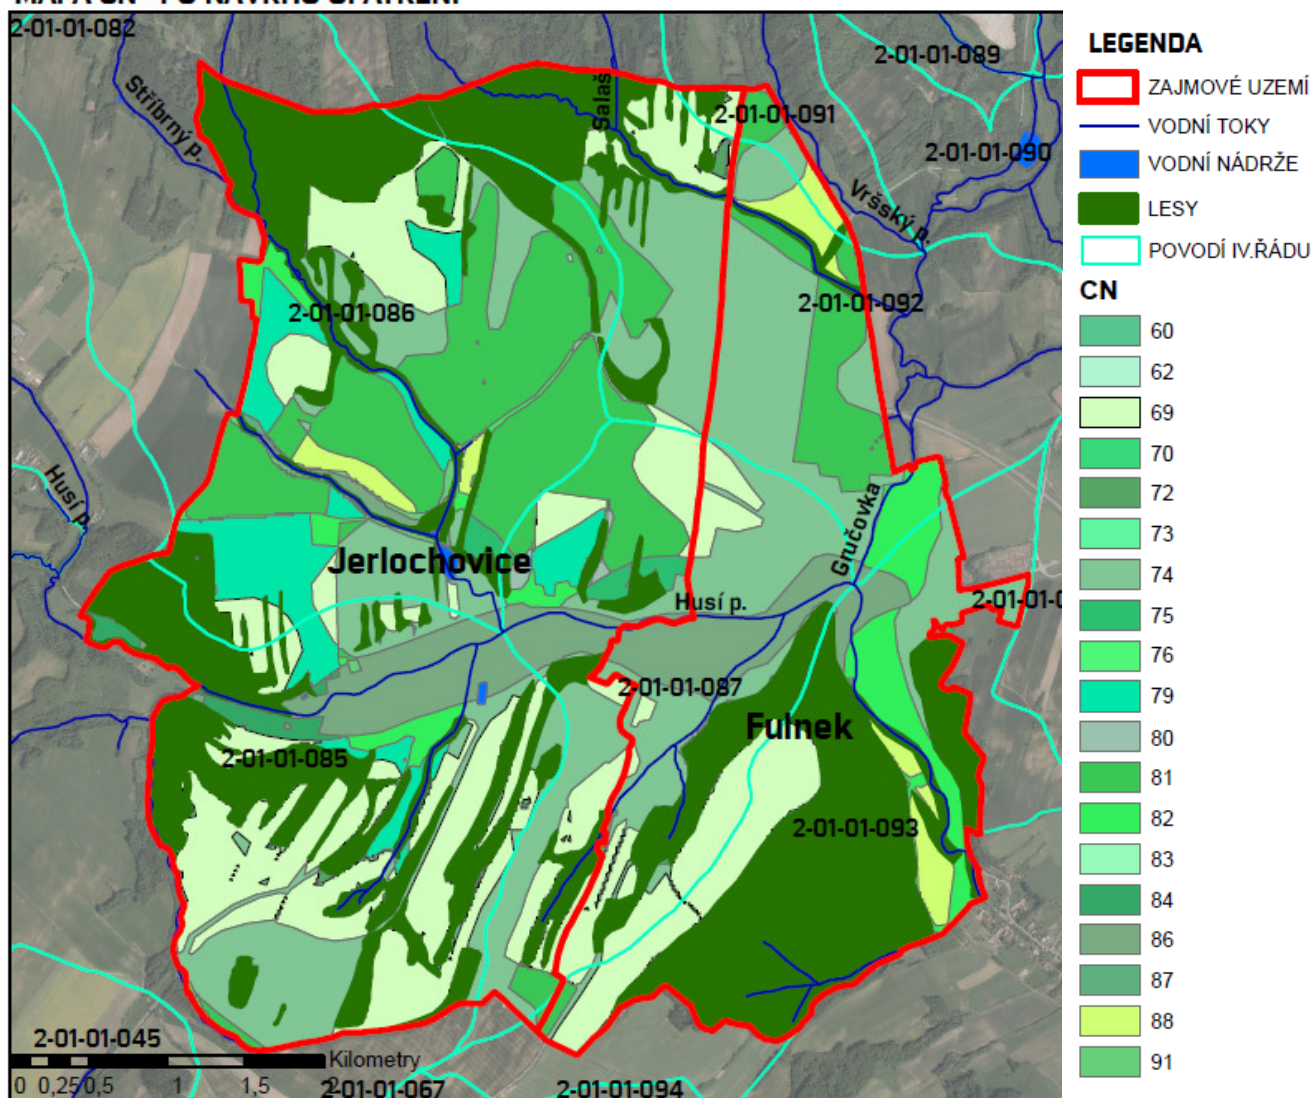 2-01-01-082
2-01-01-089
Stříbrný p.
Salaš
2-01-01-091
2-01-01-090
Vršský p.
2-01-01-086
2-01-01-092
Husí p.
Gručovka
Jerlochovice
Husí p.
2-01-01-0
2-01-01-087
Fulnek
2-01-01-085
2-01-01-093
2-01-01-045
Kilometry
0 0,25 0,5 1 1,5
2-01-01-067
2-01-01-094
LEGENDA
ZAJMOVÉ UZEMÍ
VODNÍ TOKY
VODNÍ NÁDRŽE
LESY
POVODÍ IV.ŘÁDU
CN
60
62
69
70
72
73
74
75
76
79
80
81
82
83
84
86
87
88
91